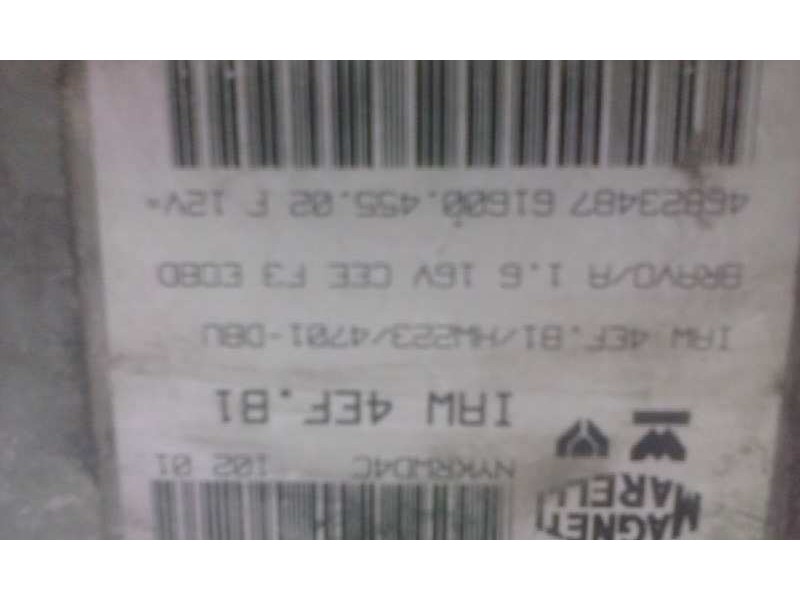 MAGNETI
MARELLI
NYKRWD4C 102 01
IAW 4EF.B1
IAW 4EF.B1/HW223/4701-D8U
BRAVO/A 1.6 16V CEE F3 EOBD
46823487 61600.455.02 F 12V=